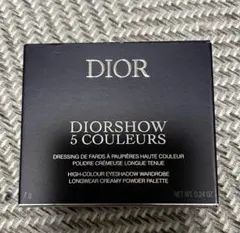 DIOR
DIORSHOW
5 COULEURS
DRESSING DE FARDS À PAUPIÈRES HAUTE COULEUR
POUDRE CRÉMEUSE LONGUE TENUE
HIGH-COLOUR EYESHADOW WARDROBE
LONGWEAR CREAMY POWDER PALETTE
7 g NET WT. 0.24 OZ